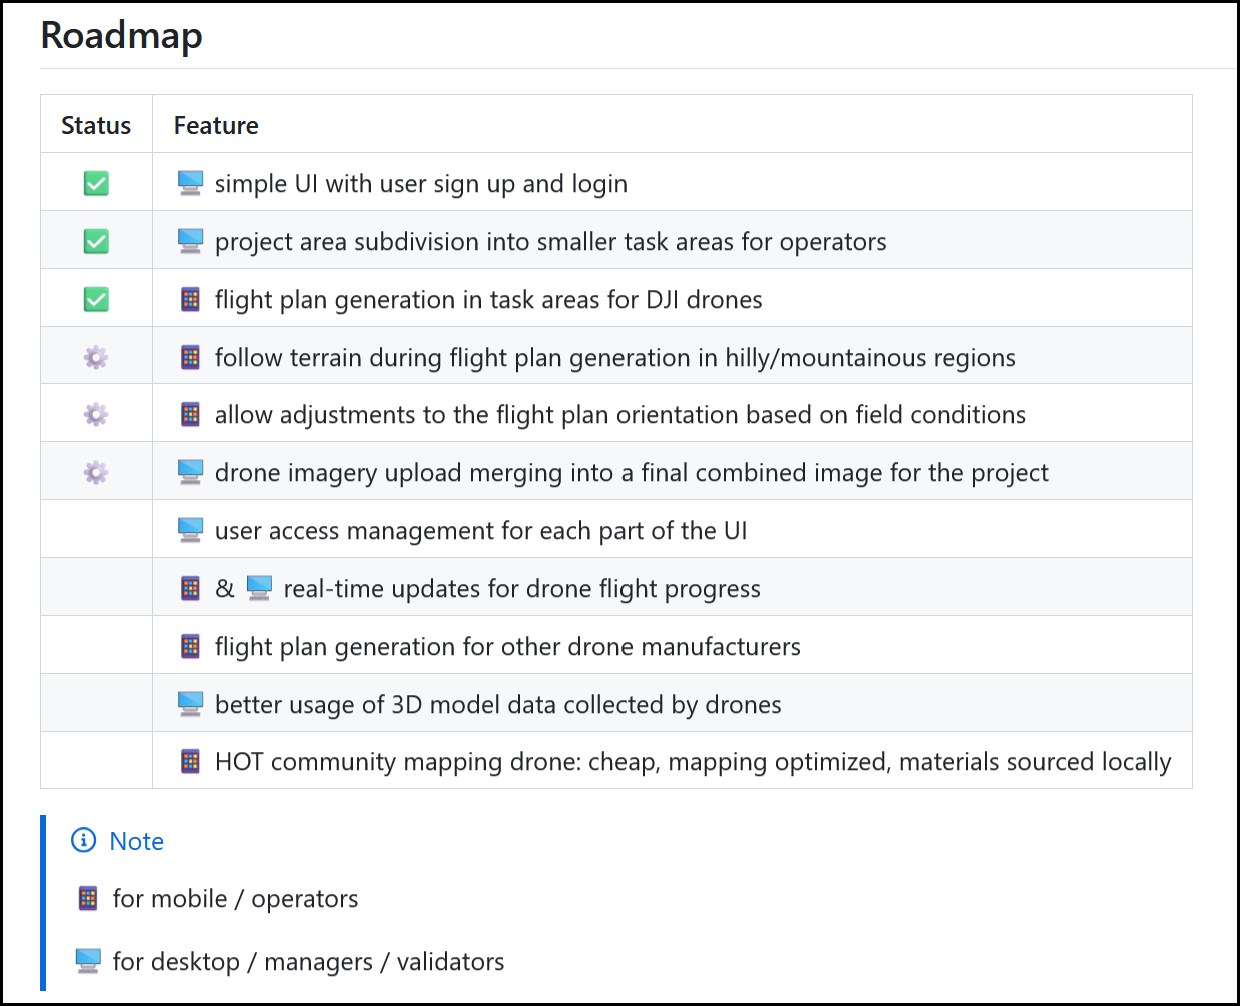 Roadmap
Status Feature
✅ 🖥️ simple UI with user sign up and login
✅ 🖥️ project area subdivision into smaller task areas for operators
✅ 📱 flight plan generation in task areas for DJI drones
⚙️ 📱 follow terrain during flight plan generation in hilly/mountainous regions
⚙️ 📱 allow adjustments to the flight plan orientation based on field conditions
⚙️ 🖥️ drone imagery upload merging into a final combined image for the project
🖥️ user access management for each part of the UI
📱 & 🖥️ real-time updates for drone flight progress
📱 flight plan generation for other drone manufacturers
🖥️ better usage of 3D model data collected by drones
📱 HOT community mapping drone: cheap, mapping optimized, materials sourced locally
Note
📱 for mobile / operators
🖥️ for desktop / managers / validators